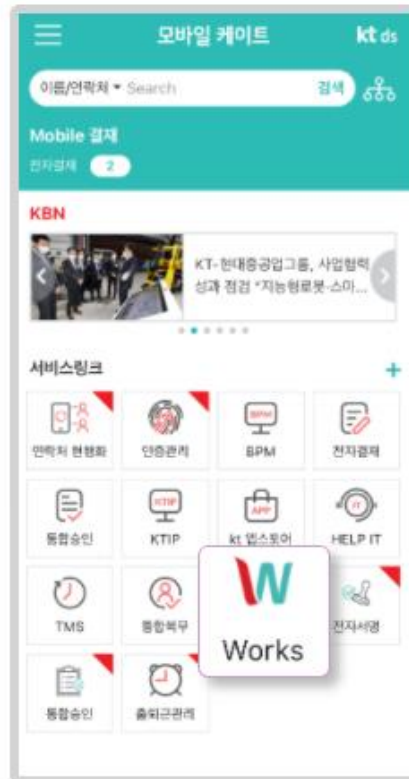 모바일 케이트
kt ds
이름/연락처 Search 검색
Mobile 결재
전자결재 2
KBN
KT-현대중공업그룹, 사업협력
성과 점검 "지능형로봇·스마...
서비스링크
연락처 현행화 인증관리 BPM 전자결재
통합승인 KTIP kt 앱스토어 HELP IT
TMS 통합복무 Works 전자서명
통합승인 출퇴근관리